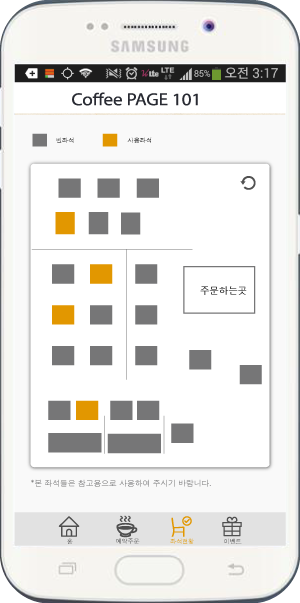 SAMSUNG
LTE 85% 오전 3:17
Coffee PAGE 101
빈좌석 사용좌석
주문하는곳
*본 좌석들은 참고용으로 사용하여 주시기 바랍니다.
홈 예약주문 좌석현황 이벤트